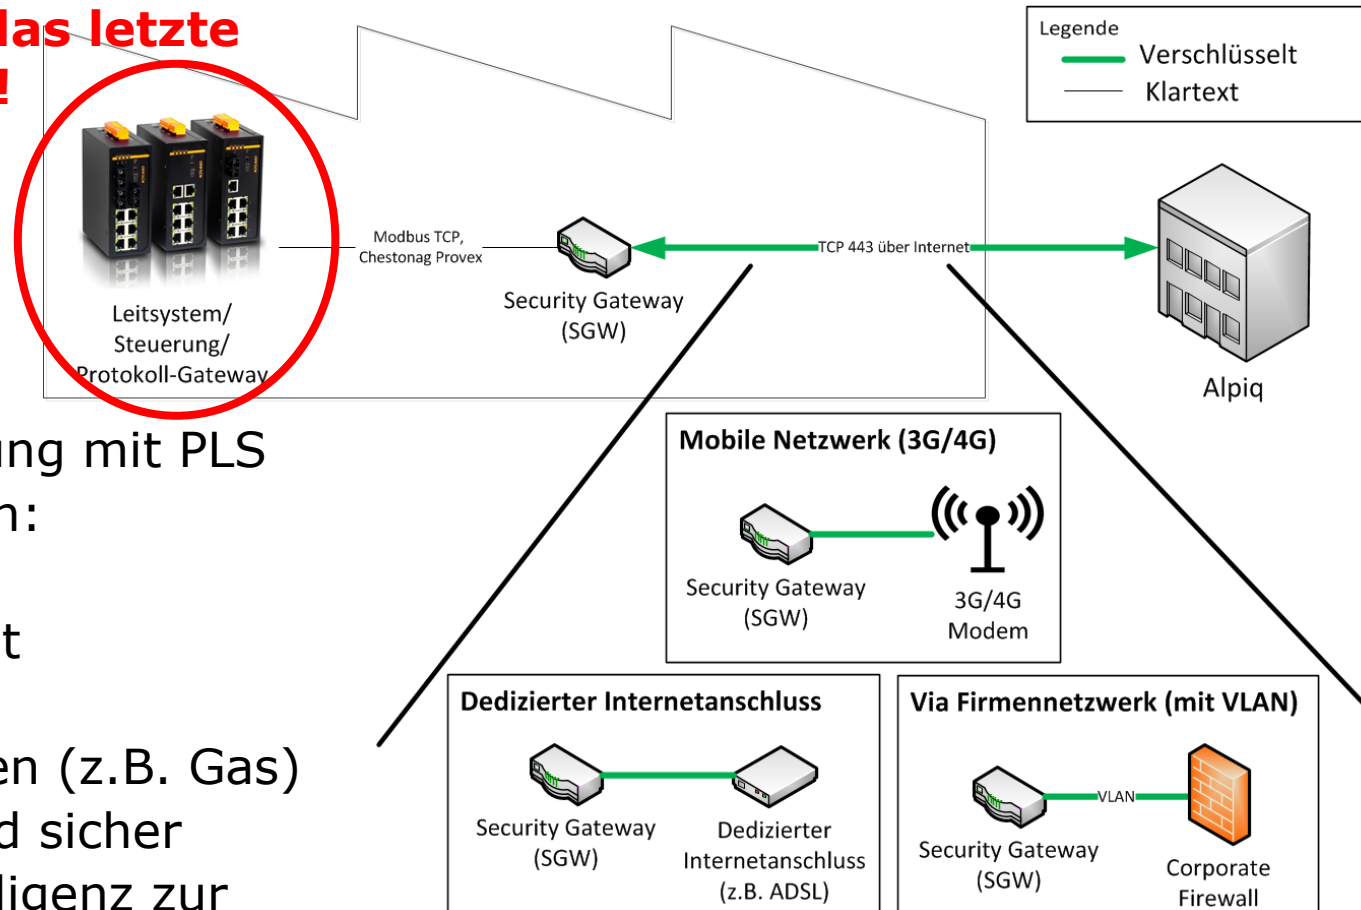 das letzte
!
Legende
Verschlüsselt
Klartext
Modbus TCP,
Chestonag Provex
TCP 443 über Internet
Leitsystem/
Steuerung/
Protokoll-Gateway
Security Gateway
(SGW)
Alpiq
ung mit PLS
n:
t
en (z.B. Gas)
d sicher
ligenz zur
Mobile Netzwerk (3G/4G)
Security Gateway
(SGW)
3G/4G
Modem
Dedizierter Internetanschluss
Security Gateway
(SGW)
Dedizierter
Internetanschluss
(z.B. ADSL)
Via Firmennetzwerk (mit VLAN)
VLAN
Security Gateway
(SGW)
Corporate
Firewall